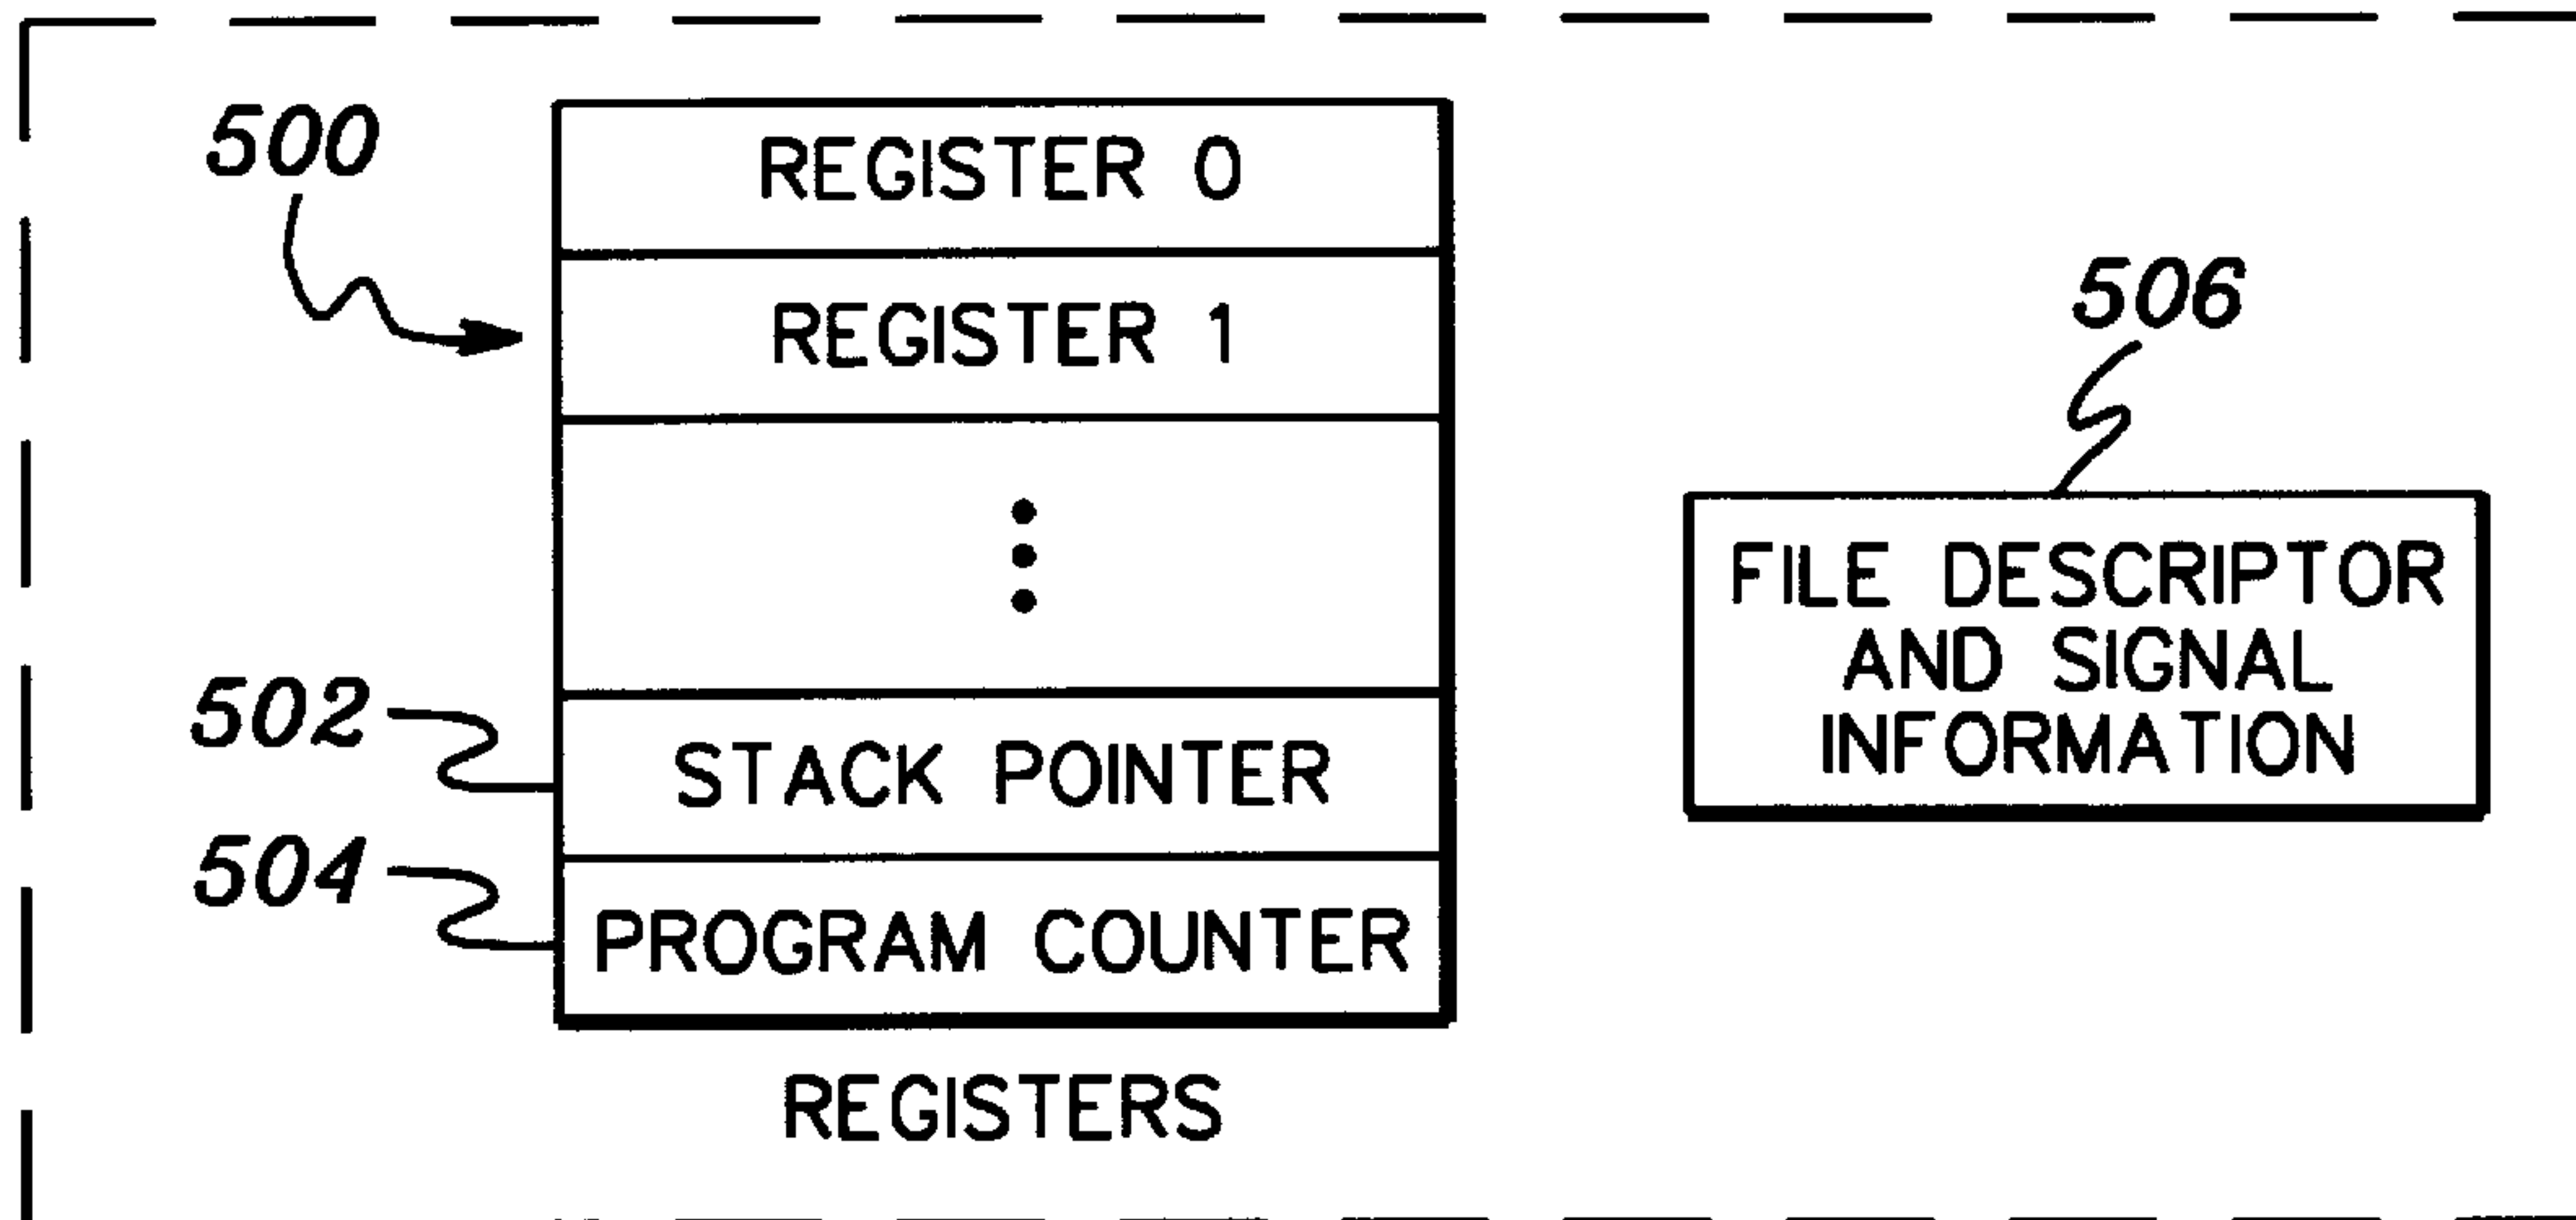 500
REGISTER 0
REGISTER 1
502
STACK POINTER
504
PROGRAM COUNTER
REGISTERS
506
FILE DESCRIPTOR
AND SIGNAL
INFORMATION